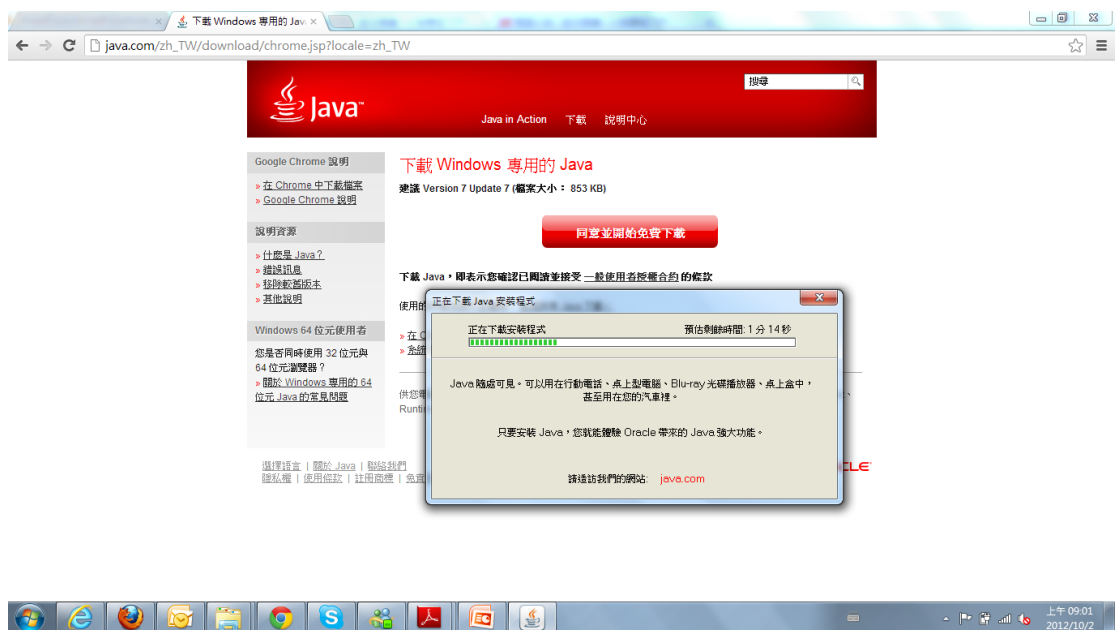 下載 Windows 專用的 Jav
java.com/zh_TW/download/chrome.jsp?locale=zh_TW
Java™
搜尋
Java in Action 下載 說明中心
Google Chrome 說明
» 在 Chrome 中下載檔案
» Google Chrome 說明
說明資源
» 什麼是 Java？
» 錯誤訊息
» 移除較舊版本
» 其他說明
Windows 64 位元使用者
您是否同時使用 32 位元與
64 位元瀏覽器？
» 關於 Windows 專用的 64
位元 Java 的常見問題
下載 Windows 專用的 Java
建議 Version 7 Update 7 (檔案大小： 853 KB)
同意並開始免費下載
下載 Java，即表示您確認已閱讀並接受 一般使用者授權合約 的條款
使用的
» 在 C
» 系統
供您電
Runti
正在下載 Java 安裝程式
正在下載安裝程式
預估剩餘時間: 1 分 14 秒
Java 隨處可見。可以用在行動電話、桌上型電腦、Blu-ray 光碟播放器、桌上盒中，
甚至用在您的汽車裡。
只要安裝 Java，您就能體驗 Oracle 帶來的 Java 強大功能。
請造訪我們的網站: java.com
選擇語言 | 關於 Java | 聯絡我們
隱私權 | 使用條款 | 註冊商標 | 免責
CLE
上午 09:01
2012/10/2